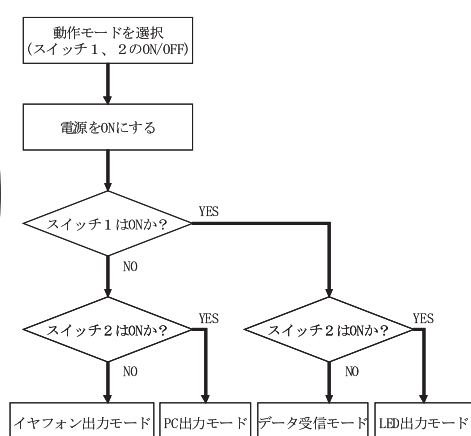 動作モードを選択
(スイッチ1、2のON/OFF)
電源をONにする
スイッチ1はONか?
YES
NO
スイッチ2はONか?
YES
スイッチ2はONか?
YES
NO
NO
イヤフォン出力モード
PC出力モード
データ受信モード
LED出力モード